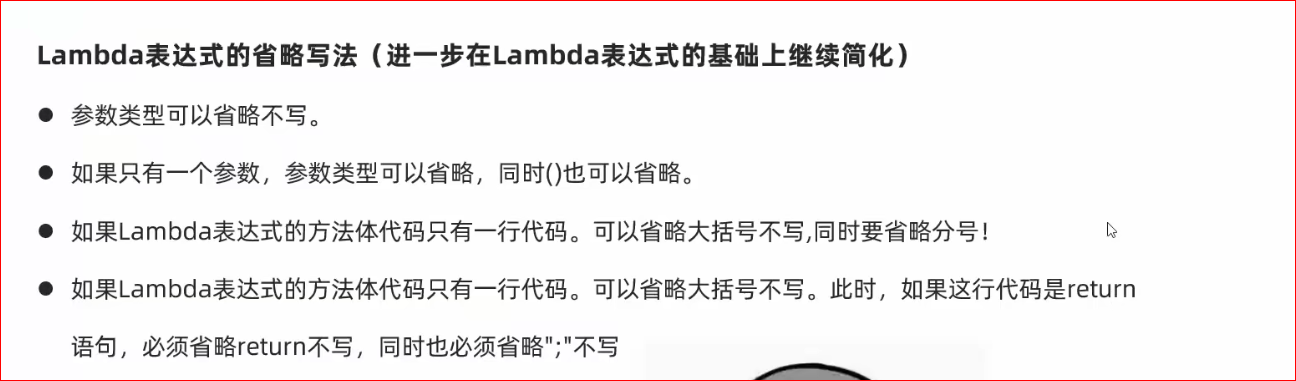 Lambda表达式的省略写法（进一步在Lambda表达式的基础上继续简化）
● 参数类型可以省略不写。
● 如果只有一个参数，参数类型可以省略，同时()也可以省略。
● 如果Lambda表达式的方法体代码只有一行代码。可以省略大括号不写,同时要省略分号！
● 如果Lambda表达式的方法体代码只有一行代码。可以省略大括号不写。此时，如果这行代码是return
语句，必须省略return不写，同时也必须省略";"不写